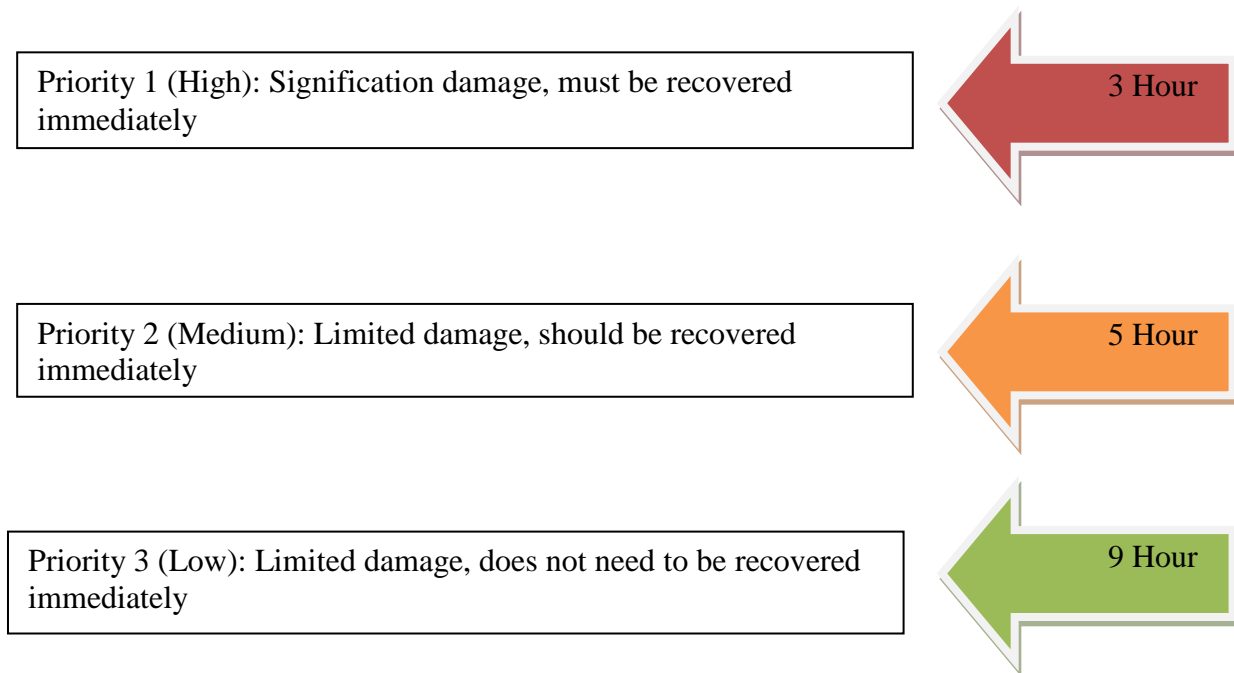 Priority 1 (High): Signification damage, must be recovered
immediately
3 Hour
Priority 2 (Medium): Limited damage, should be recovered
immediately
5 Hour
Priority 3 (Low): Limited damage, does not need to be recovered
immediately
9 Hour